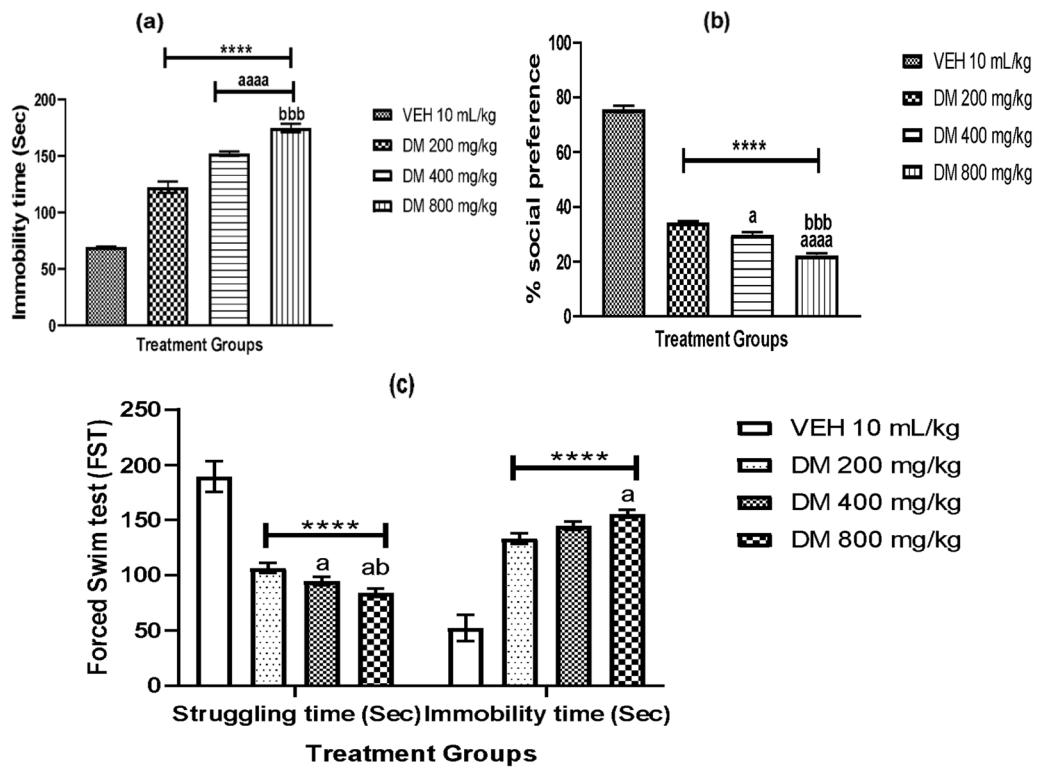 (a)
****
aaaa
bbb
200
150
100
50
0
Immobility time (Sec)
Treatment Groups
VEH 10 mL/kg
DM 200 mg/kg
DM 400 mg/kg
DM 800 mg/kg
(b)
100
80
60
40
20
0
% social preference
****
a
bbb
aaaa
Treatment Groups
VEH 10 mL/kg
DM 200 mg/kg
DM 400 mg/kg
DM 800 mg/kg
(c)
250
200
150
100
50
0
Forced Swim test (FST)
****
a
ab
****
a
Struggling time (Sec)
Immobility time (Sec)
Treatment Groups
VEH 10 mL/kg
DM 200 mg/kg
DM 400 mg/kg
DM 800 mg/kg